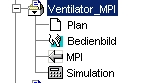 Ventilator_MPI
Plan
Bedienbild
MPI
Simulation